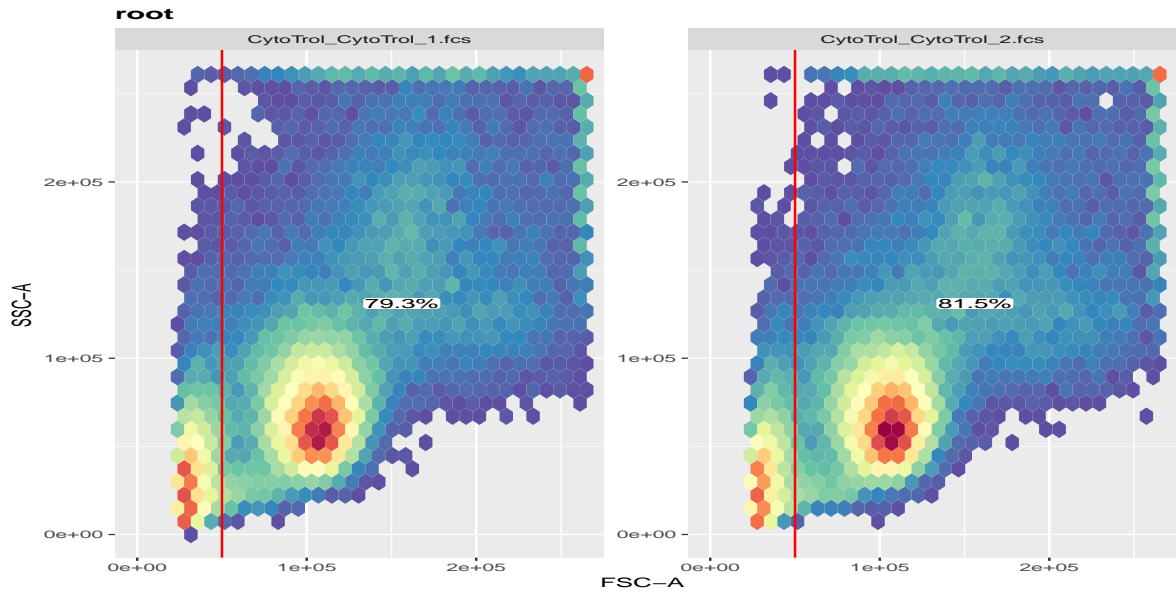 root
CytoTrol_CytoTrol_1.fcs
CytoTrol_CytoTrol_2.fcs
SSC−A
2e+05
1e+05
0e+00
79.3%
2e+05
1e+05
0e+00
81.5%
0e+00 1e+05 2e+05
0e+00 1e+05 2e+05
FSC−A